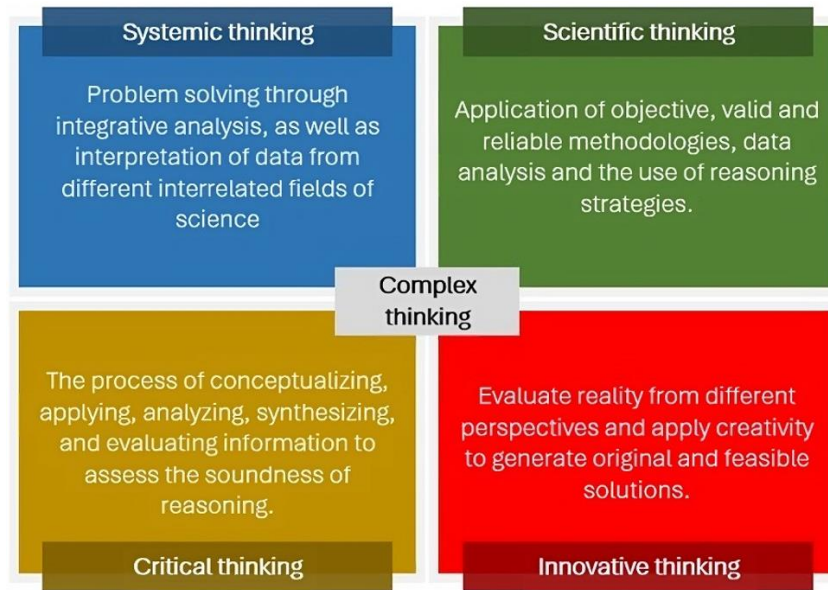 Systemic thinking
Problem solving through
integrative analysis, as well as
interpretation of data from
different interrelated fields of
science
Scientific thinking
Application of objective, valid and
reliable methodologies, data
analysis and the use of reasoning
strategies.
Complex
thinking
The process of conceptualizing,
applying, analyzing, synthesizing,
and evaluating information to
assess the soundness of
reasoning.
Critical thinking
Evaluate reality from different
perspectives and apply creativity
to generate original and feasible
solutions.
Innovative thinking